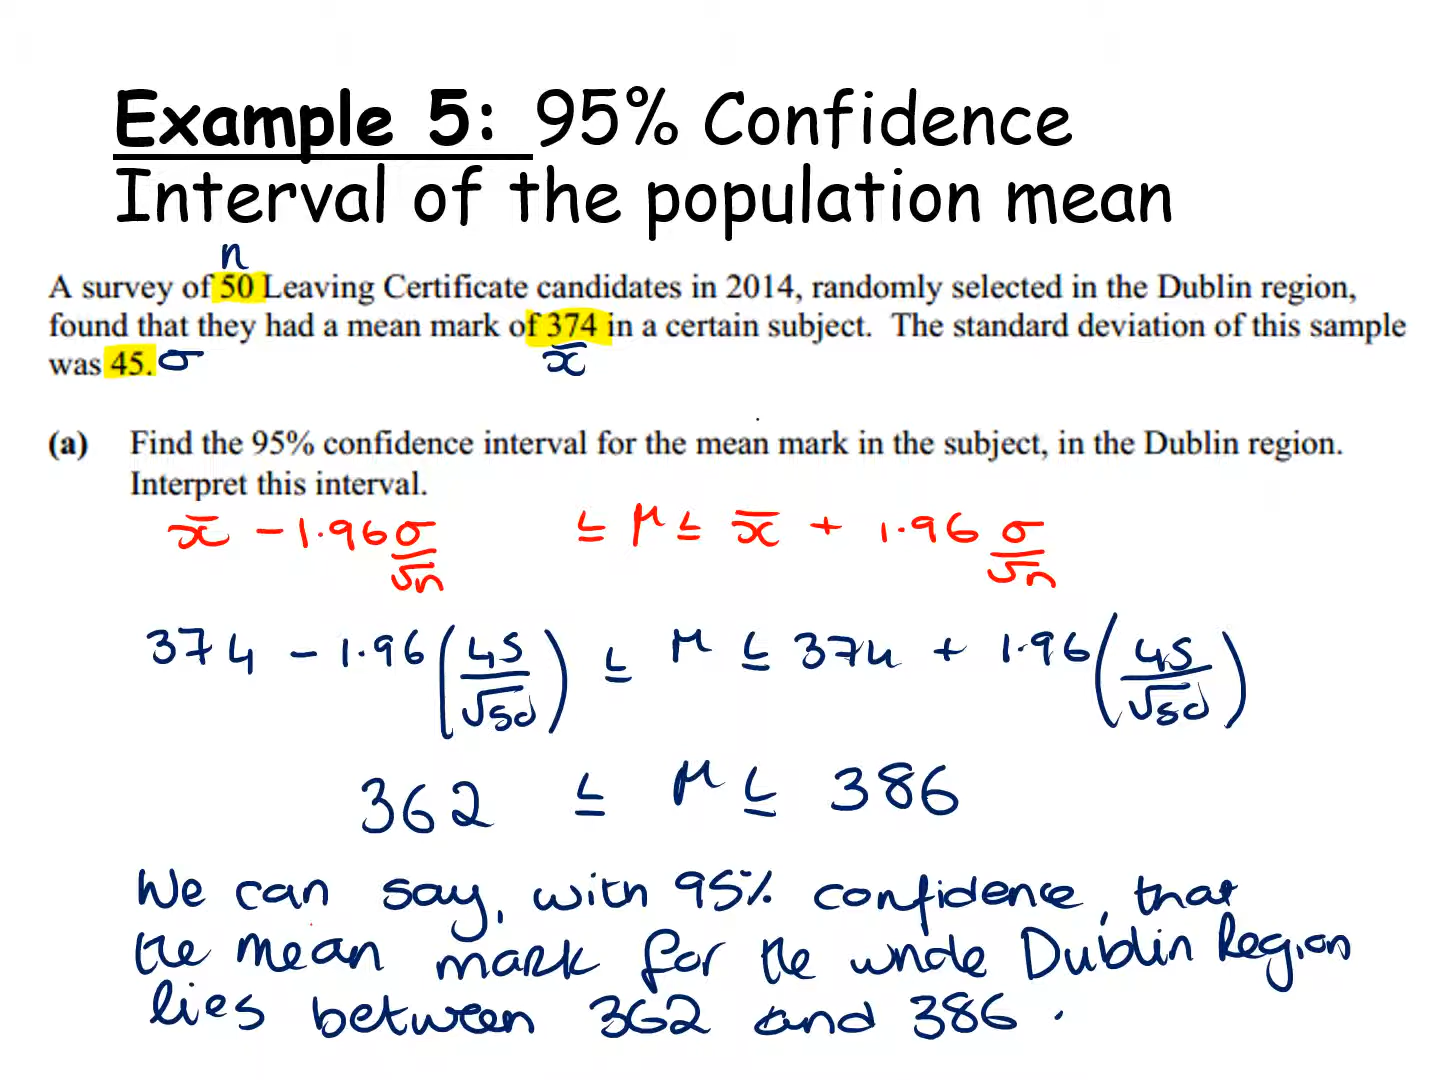 Example 5: 95% Confidence
Interval of the population mean
n
A survey of 50 Leaving Certificate candidates in 2014, randomly selected in the Dublin region,
found that they had a mean mark of 374 in a certain subject. The standard deviation of this sample
was 45. σ x̄
(a) Find the 95% confidence interval for the mean mark in the subject, in the Dublin region.
Interpret this interval.
x̄ - 1.96 σ/√n ≤ μ ≤ x̄ + 1.96 σ/√n
374 - 1.96 (45/√50) ≤ μ ≤ 374 + 1.96 (45/√50)
362 ≤ μ ≤ 386
We can say, with 95% confidence, that
the mean mark for the whole Dublin Region
lies between 362 and 386.